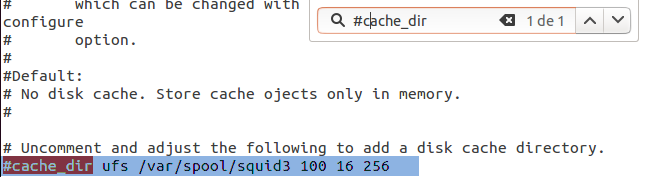 #       which can be changed with
configure
#       option.
#
#Default:
# No disk cache. Store cache ojects only in memory.
#
# Uncomment and adjust the following to add a disk cache directory.
#cache_dir ufs /var/spool/squid3 100 16 256
#cache_dir
1 de 1